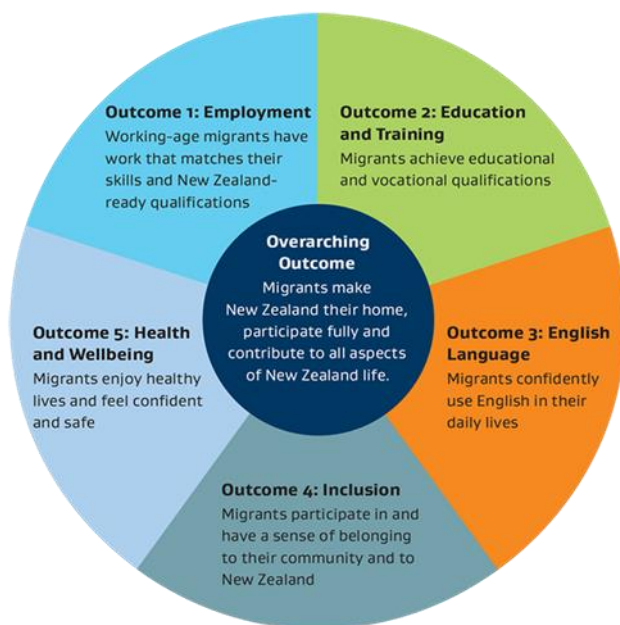 Outcome 1: Employment
Working-age migrants have
work that matches their
skills and New Zealand-
ready qualifications
Outcome 2: Education
and Training
Migrants achieve educational
and vocational qualifications
Overarching
Outcome
Migrants make
New Zealand their home,
participate fully and
contribute to all aspects
of New Zealand life.
Outcome 3: English
Language
Migrants confidently
use English in their
daily lives
Outcome 4: Inclusion
Migrants participate in and
have a sense of belonging
to their community and to
New Zealand
Outcome 5: Health
and Wellbeing
Migrants enjoy healthy
lives and feel confident
and safe